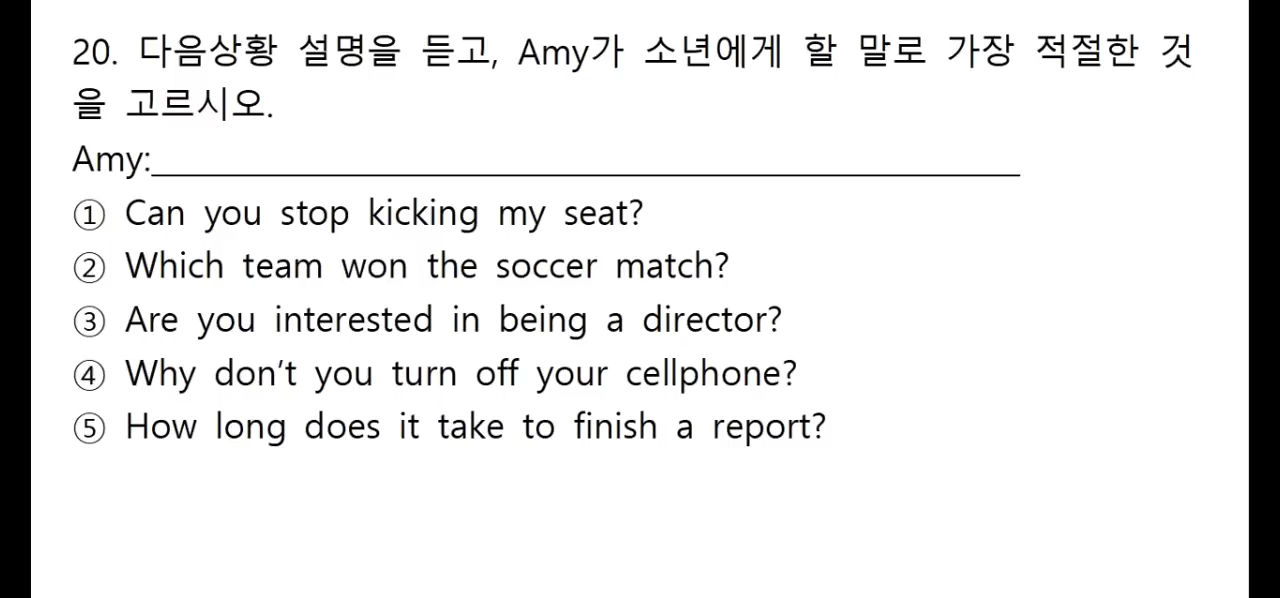 20. 다음상황 설명을 듣고, Amy가 소년에게 할 말로 가장 적절한 것
을 고르시오.
Amy:______________________________________________
① Can you stop kicking my seat?
② Which team won the soccer match?
③ Are you interested in being a director?
④ Why don't you turn off your cellphone?
⑤ How long does it take to finish a report?